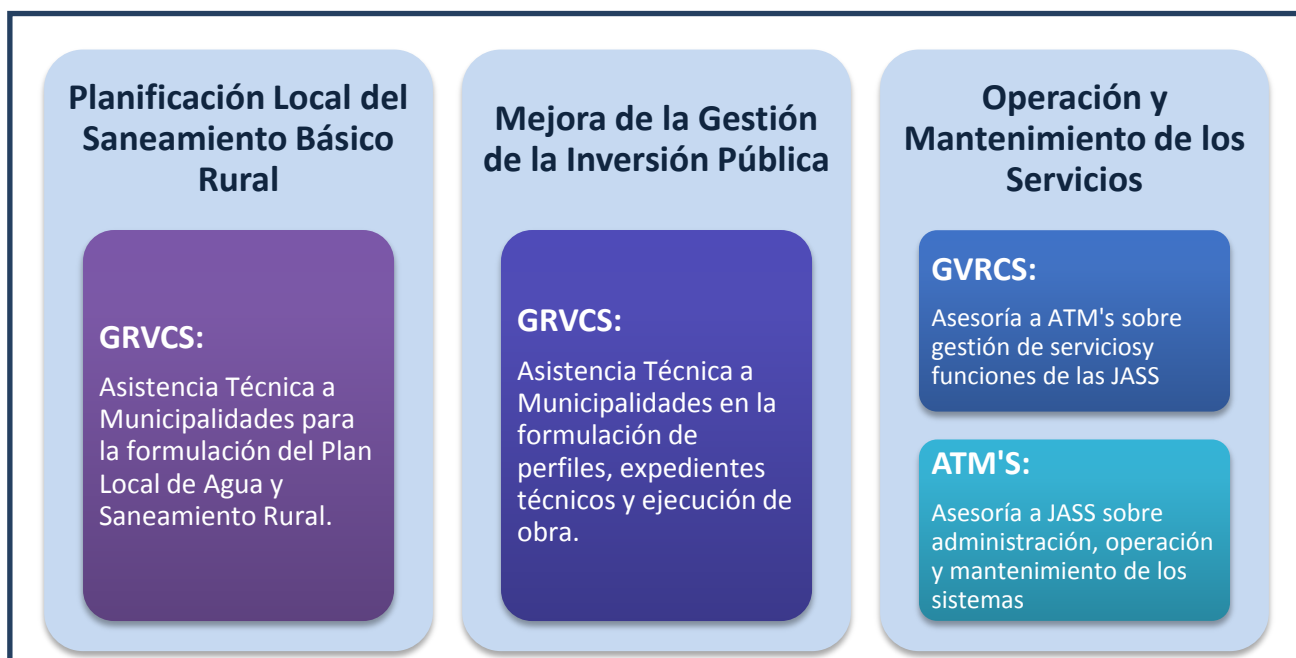 Planificación Local del
Saneamiento Básico
Rural
GRVCS:
Asistencia Técnica a
Municipalidades para
la formulación del Plan
Local de Agua y
Saneamiento Rural.
Mejora de la Gestión
de la Inversión Pública
GRVCS:
Asistencia Técnica a
Municipalidades en la
formulación de
perfiles, expedientes
técnicos y ejecución de
obra.
Operación y
Mantenimiento de los
Servicios
GVRCS:
Asesoría a ATM's sobre
gestión de serviciosy
funciones de las JASS
ATM'S:
Asesoría a JASS sobre
administración, operación
y mantenimiento de los
sistemas